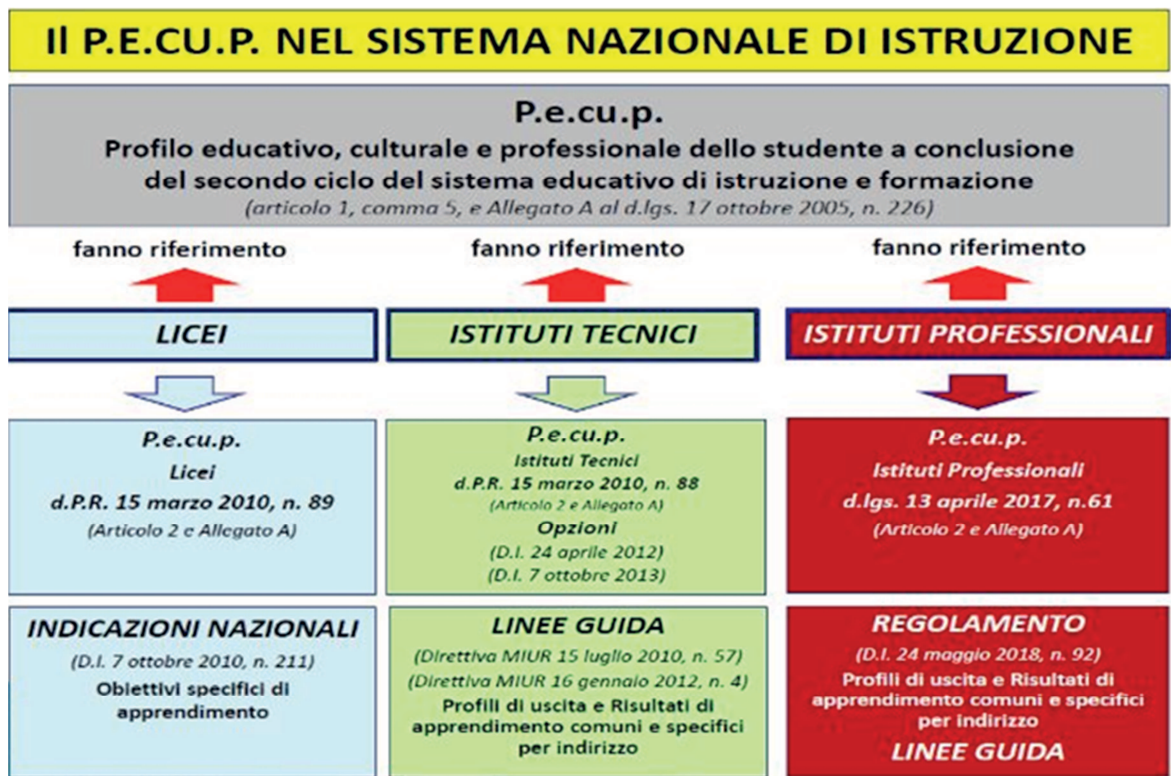 Il P.E.CU.P. NEL SISTEMA NAZIONALE DI ISTRUZIONE
P.e.cu.p.
Profilo educativo, culturale e professionale dello studente a conclusione
del secondo ciclo del sistema educativo di istruzione e formazione
(articolo 1, comma 5, e Allegato A al d.lgs. 17 ottobre 2005, n. 226)
fanno riferimento
fanno riferimento
fanno riferimento
LICEI
ISTITUTI TECNICI
ISTITUTI PROFESSIONALI
P.e.cu.p.
Licei
d.P.R. 15 marzo 2010, n. 89
(Articolo 2 e Allegato A)
P.e.cu.p.
Istituti Tecnici
d.P.R. 15 marzo 2010, n. 88
(Articolo 2 e Allegato A)
Opzioni
(D.I. 24 aprile 2012)
(D.I. 7 ottobre 2013)
P.e.cu.p.
Istituti Professionali
d.lgs. 13 aprile 2017, n.61
(Articolo 2 e Allegato A)
INDICAZIONI NAZIONALI
(D.I. 7 ottobre 2010, n. 211)
Obiettivi specifici di
apprendimento
LINEE GUIDA
(Direttiva MIUR 15 luglio 2010, n. 57)
(Direttiva MIUR 16 gennaio 2012, n. 4)
Profili di uscita e Risultati di
apprendimento comuni e specifici
per indirizzo
REGOLAMENTO
(D.I. 24 maggio 2018, n. 92)
Profili di uscita e Risultati di
apprendimento comuni e specifici
per indirizzo
LINEE GUIDA